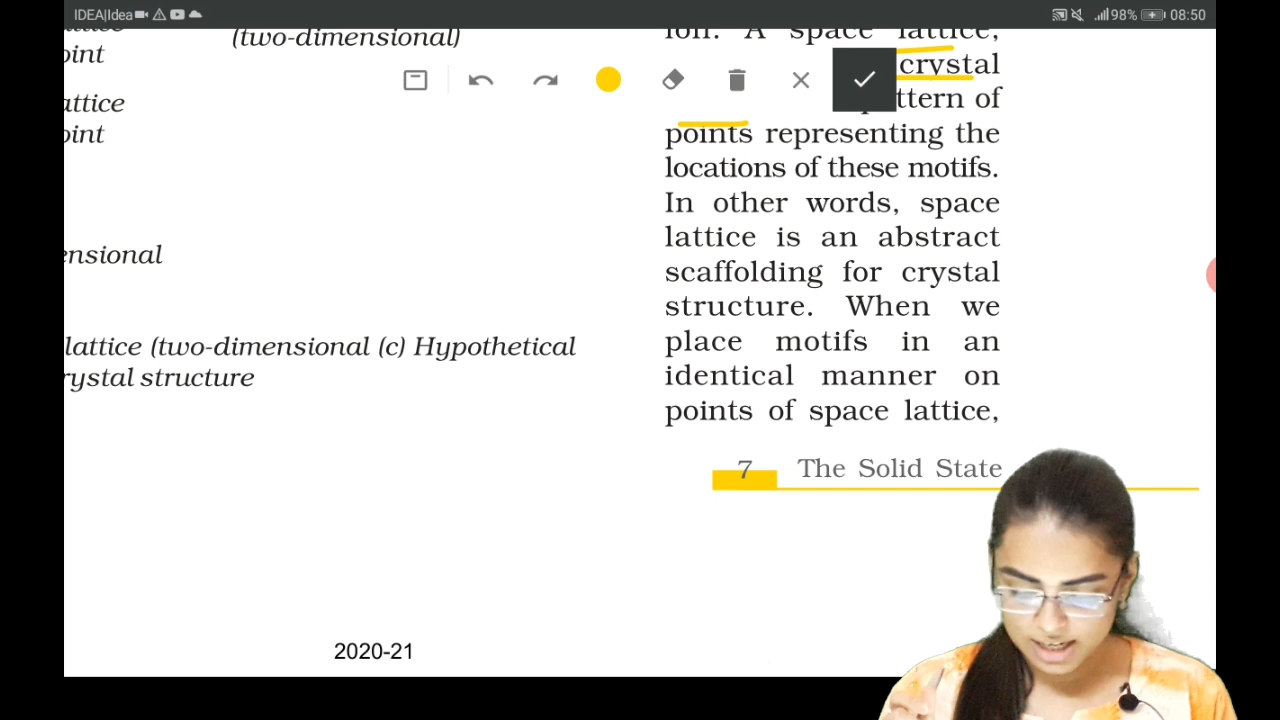 IDEA|Idea
98% 08:50
oint
attice
oint
(two-dimensional)
ensional
lattice (two-dimensional (c) Hypothetical
rystal structure
ion. A space lattice,
crystal
ttern of
points representing the
locations of these motifs.
In other words, space
lattice is an abstract
scaffolding for crystal
structure. When we
place motifs in an
identical manner on
points of space lattice,
7 The Solid State
2020-21